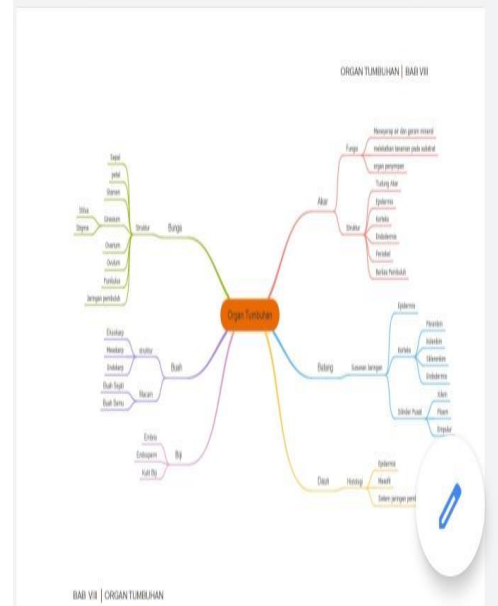 ORGAN TUMBUHAN | BAB VIII
Organ Tumbuhan
Akar
Fungsi
Menyerap air dan garam mineral
melekatkan tanaman pada substrat
organ penyimpan
Struktur
Tudung Akar
Epidermis
Korteks
Endodermis
Perisikel
Berkas Pembuluh
Batang
Susunan Jaringan
Epidermis
Korteks
Parenkim
Kolenkim
Sklerenkim
Endodermis
Silinder Pusat
Xilem
Floem
Empulur
Daun
Histologi
Epidermis
Mesofil
Sistem jaringan
Bunga
Struktur
Sepal
petal
Stamen
Ginesium
Stilus
Stigma
Ovarium
Ovulum
Funikulus
Jaringan pembuluh
Buah
struktur
Eksokarp
Mesokarp
Endokarp
Macam
Buah Sejati
Buah Semu
Biji
Embrio
Endosperm
Kulit Biji
BAB VIII | ORGAN TUMBUHAN